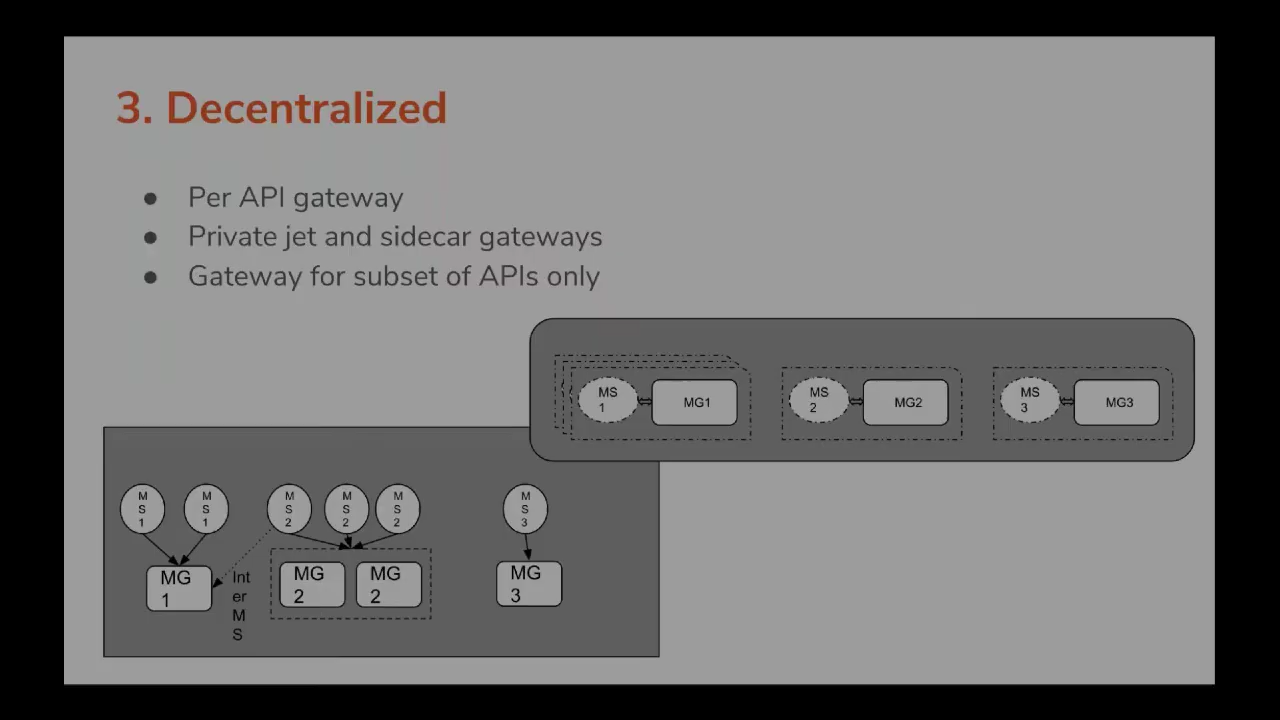 3. Decentralized
● Per API gateway
● Private jet and sidecar gateways
● Gateway for subset of APIs only
MS
1
MG1
MS
2
MG2
MS
3
MG3
M
S
1
M
S
1
M
S
2
M
S
2
M
S
2
M
S
3
MG
1
Int
er
M
S
MG
2
MG
2
MG
3